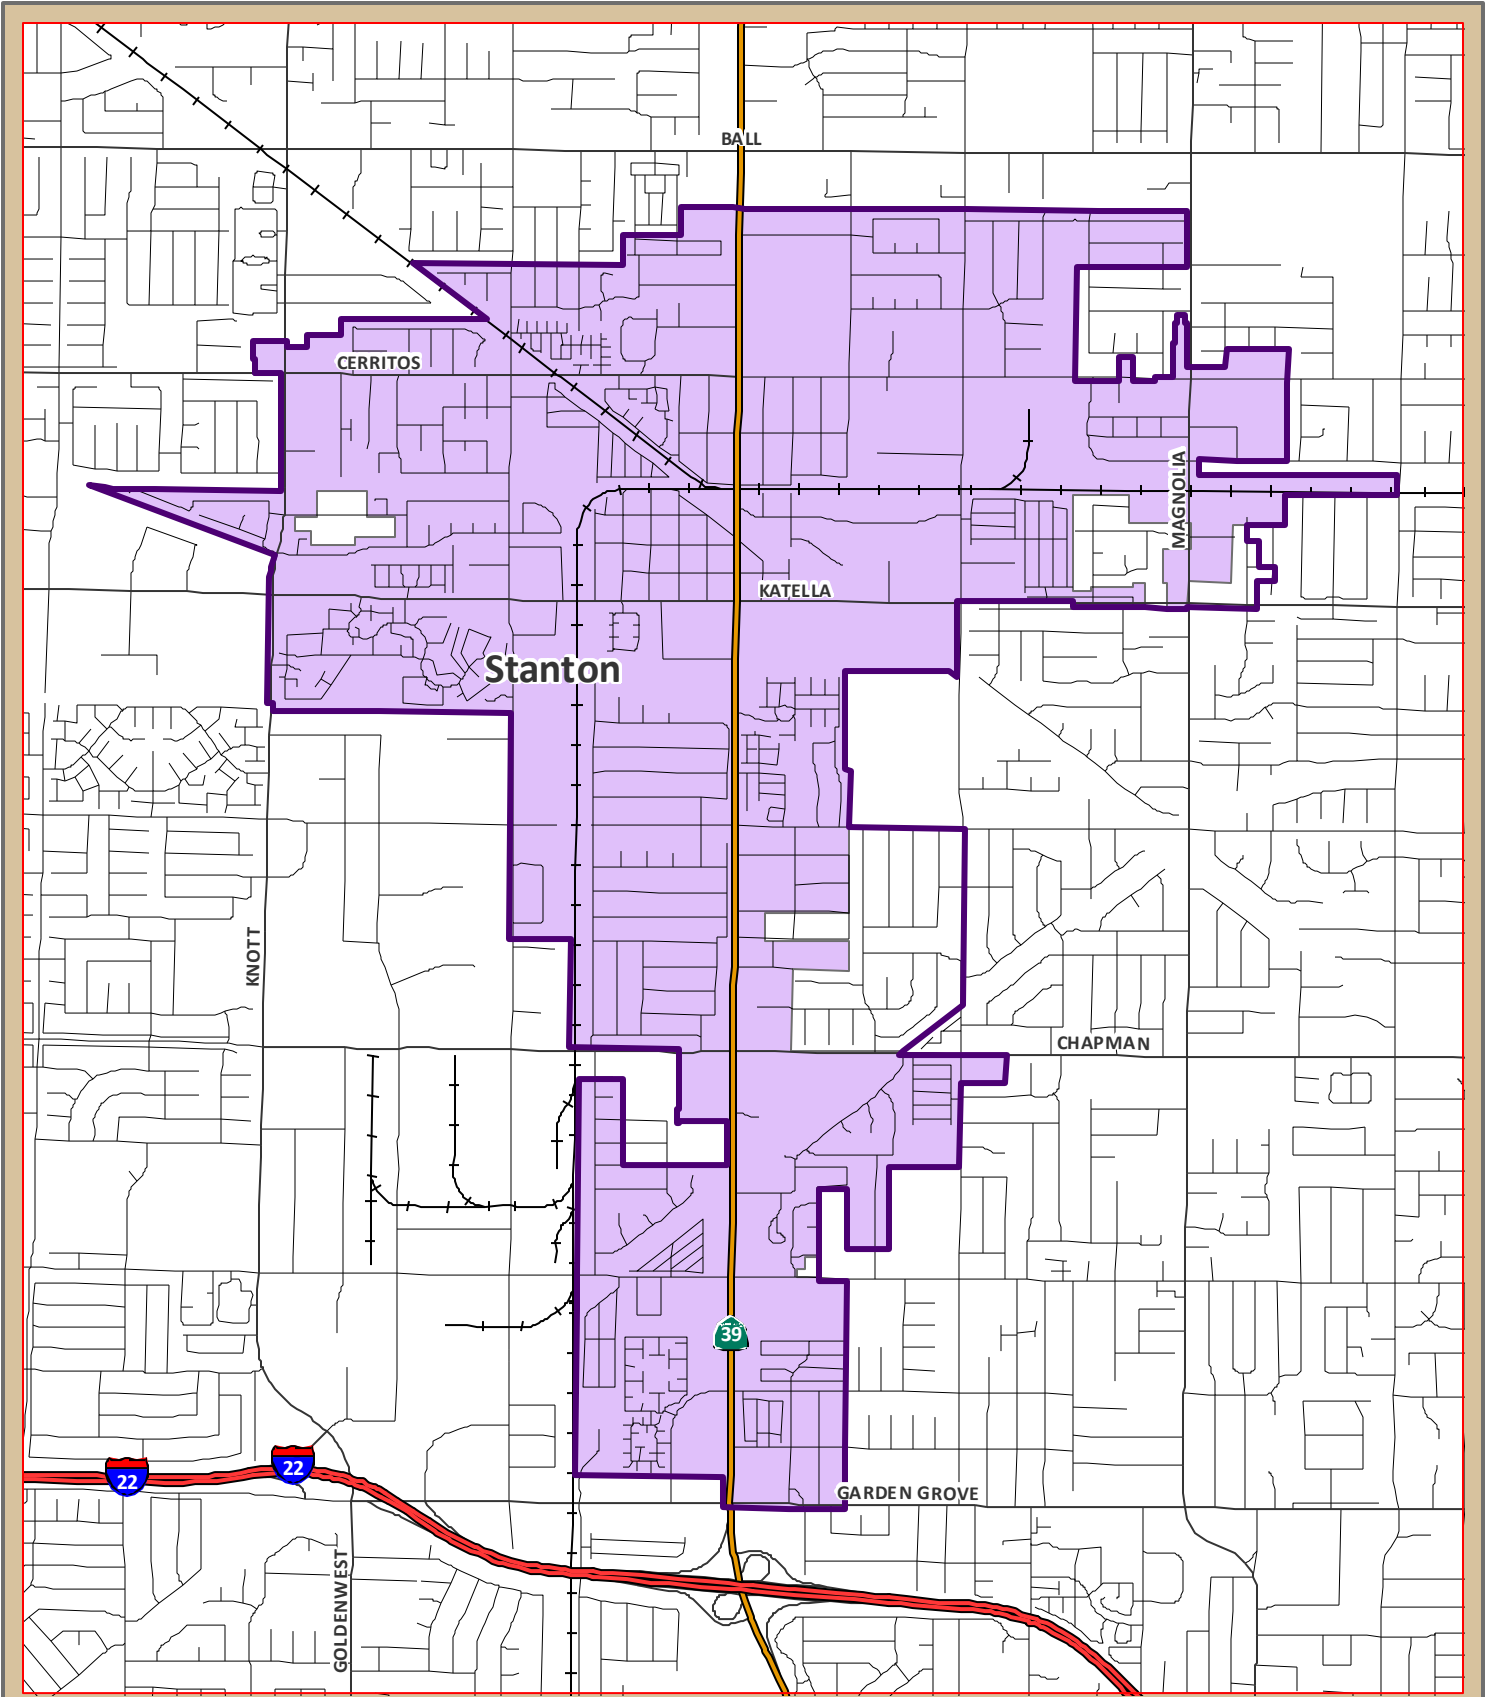 BALL
CERRITOS
MAGNOLIA
KATELLA
Stanton
KNOTT
CHAPMAN
39
22
22
GARDEN GROVE
GOLDENWEST